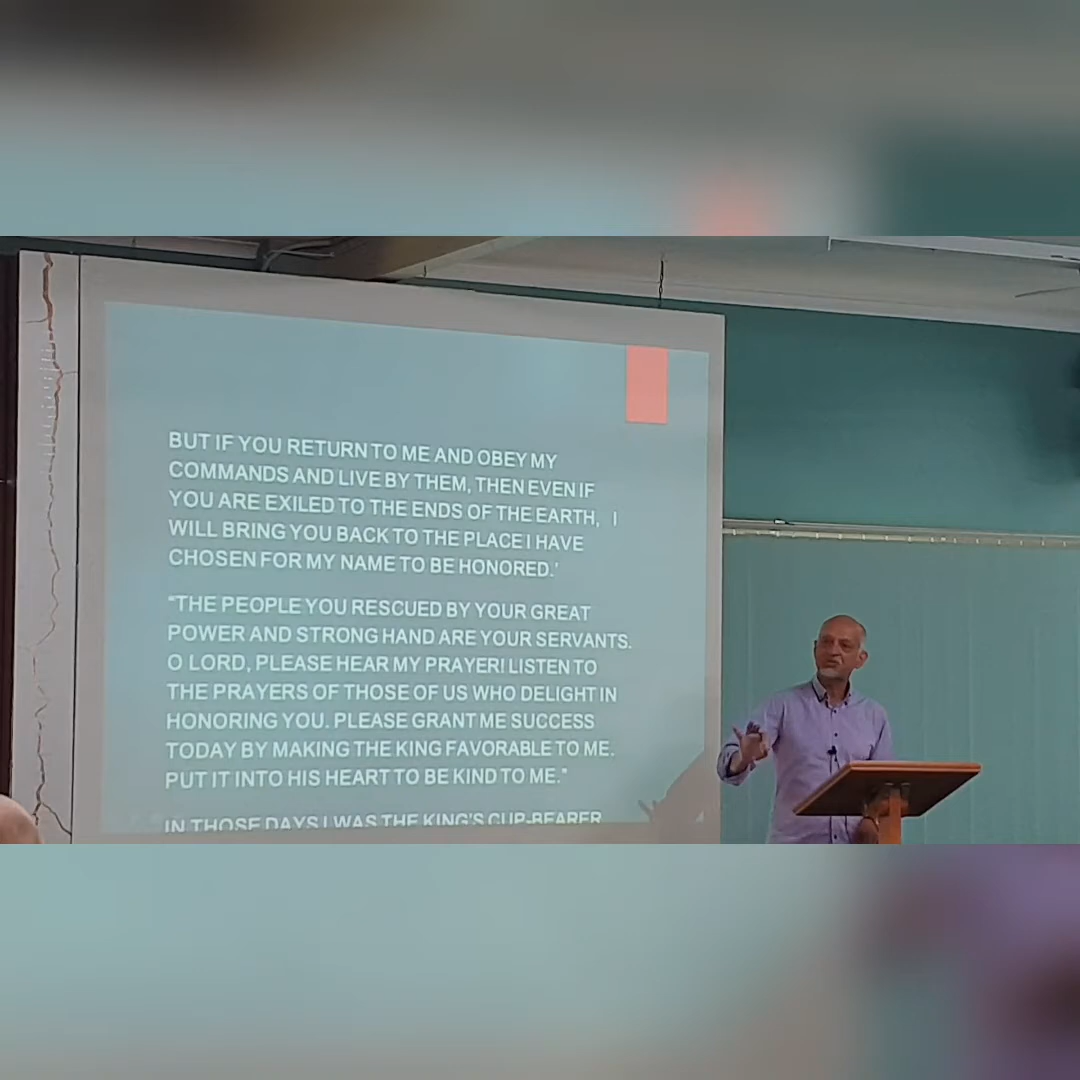 BUT IF YOU RETURN TO ME AND OBEY MY
COMMANDS AND LIVE BY THEM, THEN EVEN IF
YOU ARE EXILED TO THE ENDS OF THE EARTH, I
WILL BRING YOU BACK TO THE PLACE I HAVE
CHOSEN FOR MY NAME TO BE HONORED.'
“THE PEOPLE YOU RESCUED BY YOUR GREAT
POWER AND STRONG HAND ARE YOUR SERVANTS.
O LORD, PLEASE HEAR MY PRAYER! LISTEN TO
THE PRAYERS OF THOSE OF US WHO DELIGHT IN
HONORING YOU. PLEASE GRANT ME SUCCESS
TODAY BY MAKING THE KING FAVORABLE TO ME.
PUT IT INTO HIS HEART TO BE KIND TO ME.”
IN THOSE DAYS I WAS THE KING'S CUP-BEARER